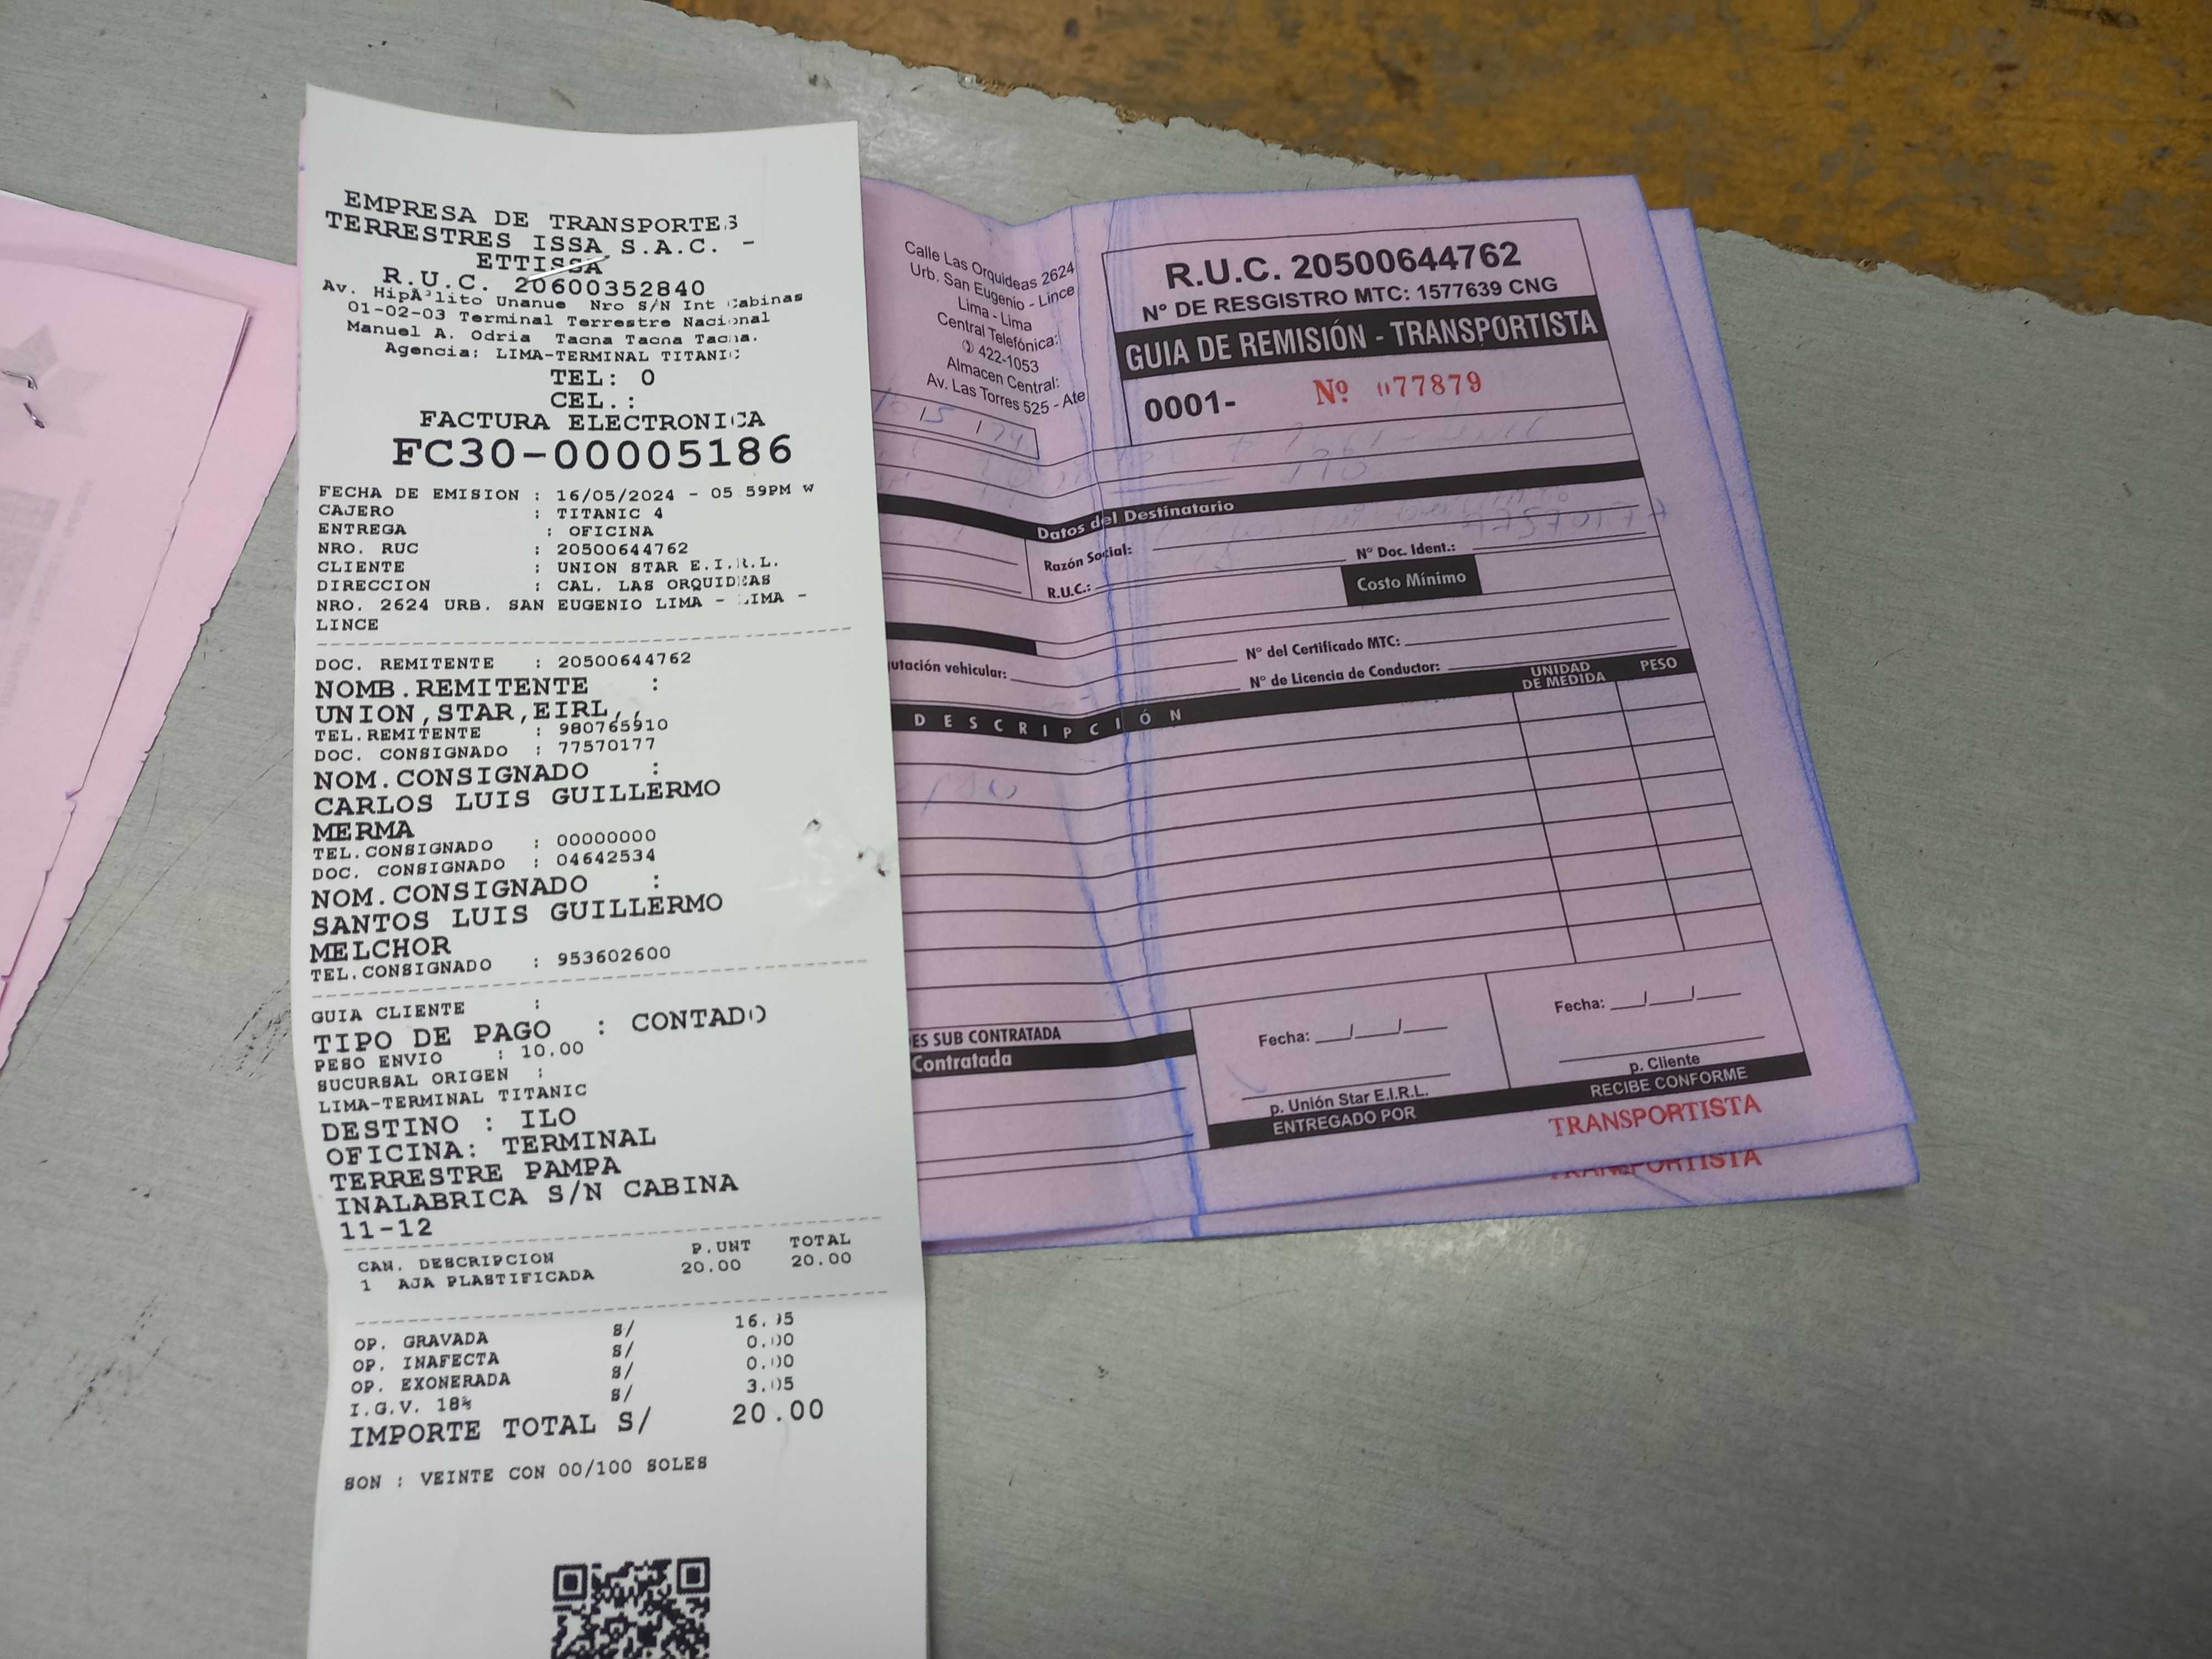 EMPRESA DE TRANSPORTES
TERRESTRES ISSA S.A.C. -
ETTISSA
R.U.C. 20600352840
Av. HipÃ³lito Unanue Nro S/N Int Cabinas
01-02-03 Terminal Terrestre Nacional
Manuel A. Odria Tacna Tacna Tacna.
Agencia: LIMA-TERMINAL TITANIC
TEL: 0
CEL.:
FACTURA ELECTRONICA
FC30-00005186
FECHA DE EMISION : 16/05/2024 - 05 59PM W
CAJERO : TITANIC 4
ENTREGA : OFICINA
NRO. RUC : 20500644762
CLIENTE : UNION STAR E.I.R.L.
DIRECCION : CAL. LAS ORQUIDEAS
NRO. 2624 URB. SAN EUGENIO LIMA - LIMA -
LINCE
DOC. REMITENTE : 20500644762
NOMB.REMITENTE :
UNION,STAR,EIRL,,
TEL.REMITENTE : 980765910
DOC. CONSIGNADO : 77570177
NOM.CONSIGNADO :
CARLOS LUIS GUILLERMO
MERMA
TEL.CONSIGNADO : 00000000
DOC. CONSIGNADO : 04642534
NOM.CONSIGNADO :
SANTOS LUIS GUILLERMO
MELCHOR
TEL.CONSIGNADO : 953602600
GUIA CLIENTE :
TIPO DE PAGO : CONTADO
PESO ENVIO : 10.00
SUCURSAL ORIGEN :
LIMA-TERMINAL TITANIC
DESTINO : ILO
OFICINA: TERMINAL
TERRESTRE PAMPA
INALABRICA S/N CABINA
11-12
CAN. DESCRIPCION P.UNT TOTAL
1 AJA PLASTIFICADA 20.00 20.00
OP. GRAVADA S/ 16.95
OP. INAFECTA S/ 0.00
OP. EXONERADA S/ 0.00
I.G.V. 18% S/ 3.05
IMPORTE TOTAL S/ 20.00
SON : VEINTE CON 00/100 SOLES
Calle Las Orquideas 2624
Urb. San Eugenio - Lince
Lima - Lima
Central Telefónica:
422-1053
Almacen Central:
Av. Las Torres 525 - Ate
R.U.C. 20500644762
Nº DE RESGISTRO MTC: 1577639 CNG
GUIA DE REMISIÓN - TRANSPORTISTA
0001- Nº 077879
15
Datos del Destinatario
Razón Social:
Nº Doc. Ident.:
R.U.C.:
Costo Mínimo
Nº del Certificado MTC:
utación vehicular:
Nº de Licencia de Conductor:
DESCRIPCIÓN
UNIDAD DE MEDIDA
PESO
ES SUB CONTRATADA
Contratada
Fecha: __/__/__
p. Unión Star E.I.R.L.
ENTREGADO POR
Fecha: __/__/__
p. Cliente
RECIBE CONFORME
TRANSPORTISTA
TRANSPORTISTA